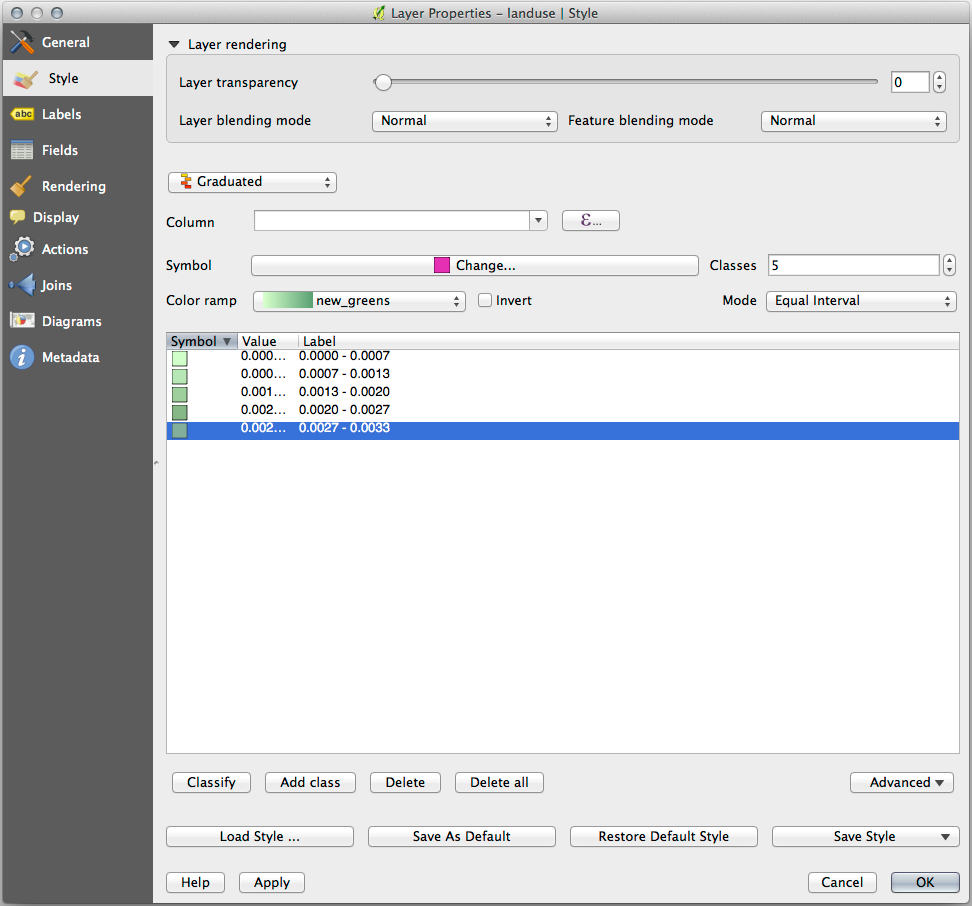 Layer Properties - landuse | Style
General
Style
abc Labels
Fields
Rendering
Display
Actions
Joins
Diagrams
Metadata
Layer rendering
Layer transparency 0
Layer blending mode Normal Feature blending mode Normal
Graduated
Column ε...
Symbol Change... Classes 5
Color ramp new_greens Invert Mode Equal Interval
Symbol Value Label
0.000... 0.0000 - 0.0007
0.000... 0.0007 - 0.0013
0.001... 0.0013 - 0.0020
0.002... 0.0020 - 0.0027
0.002... 0.0027 - 0.0033
Classify Add class Delete Delete all Advanced
Load Style ... Save As Default Restore Default Style Save Style
Help Apply Cancel OK